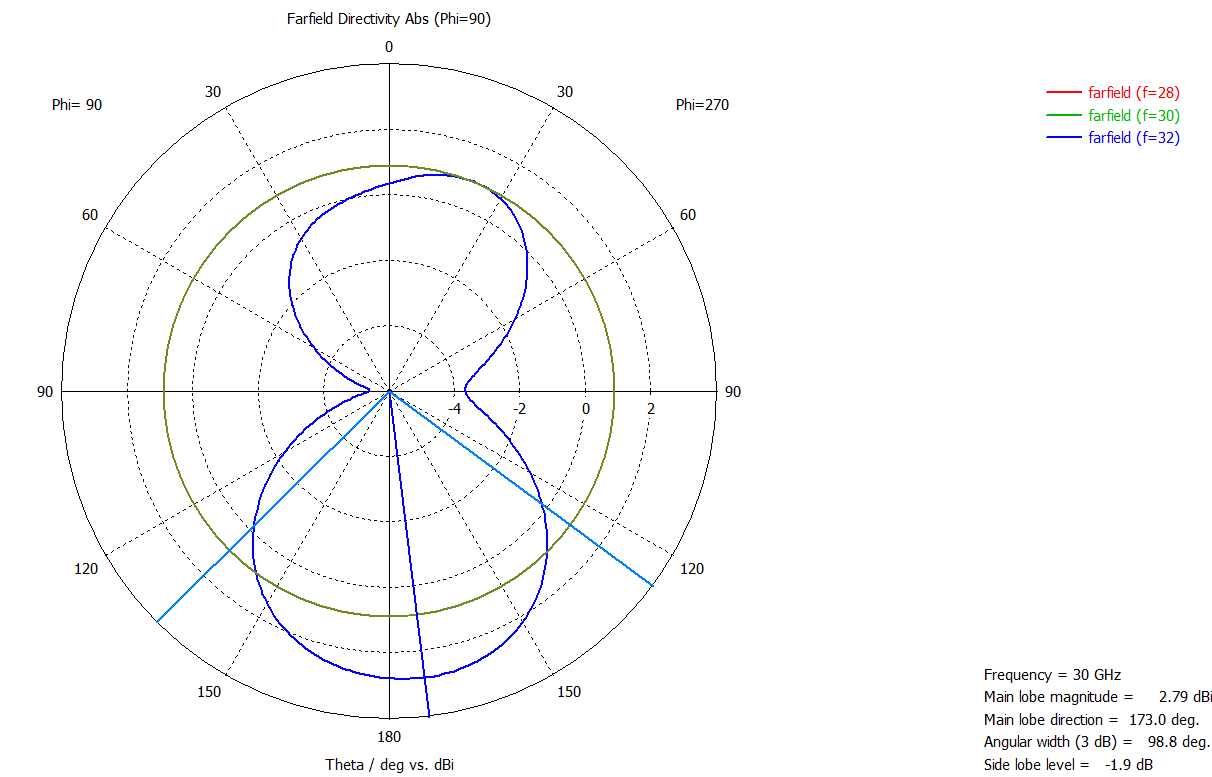 Farfield Directivity Abs (Phi=90)
0
30
30
Phi= 90
Phi=270
farfield (f=28)
farfield (f=30)
farfield (f=32)
60
60
90
90
-4
-2
0
2
120
120
150
150
180
Theta / deg vs. dBi
Frequency = 30 GHz
Main lobe magnitude = 2.79 dBi
Main lobe direction = 173.0 deg.
Angular width (3 dB) = 98.8 deg.
Side lobe level = -1.9 dB